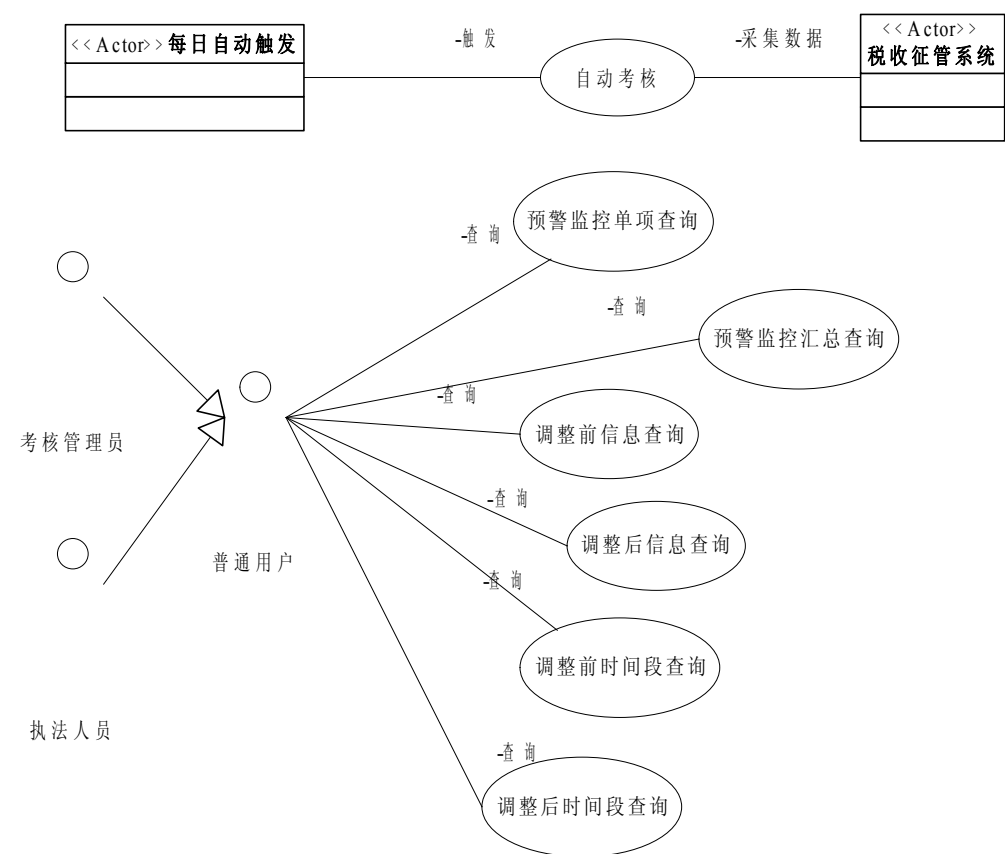 <<Actor>>每日自动触发
-触发
自动考核
-采集数据
<<Actor>>
税收征管系统
-查询
预警监控单项查询
-查询
预警监控汇总查询
-查询
调整前信息查询
考核管理员
-查询
调整后信息查询
普通用户
-查询
调整前时间段查询
执法人员
-查询
调整后时间段查询